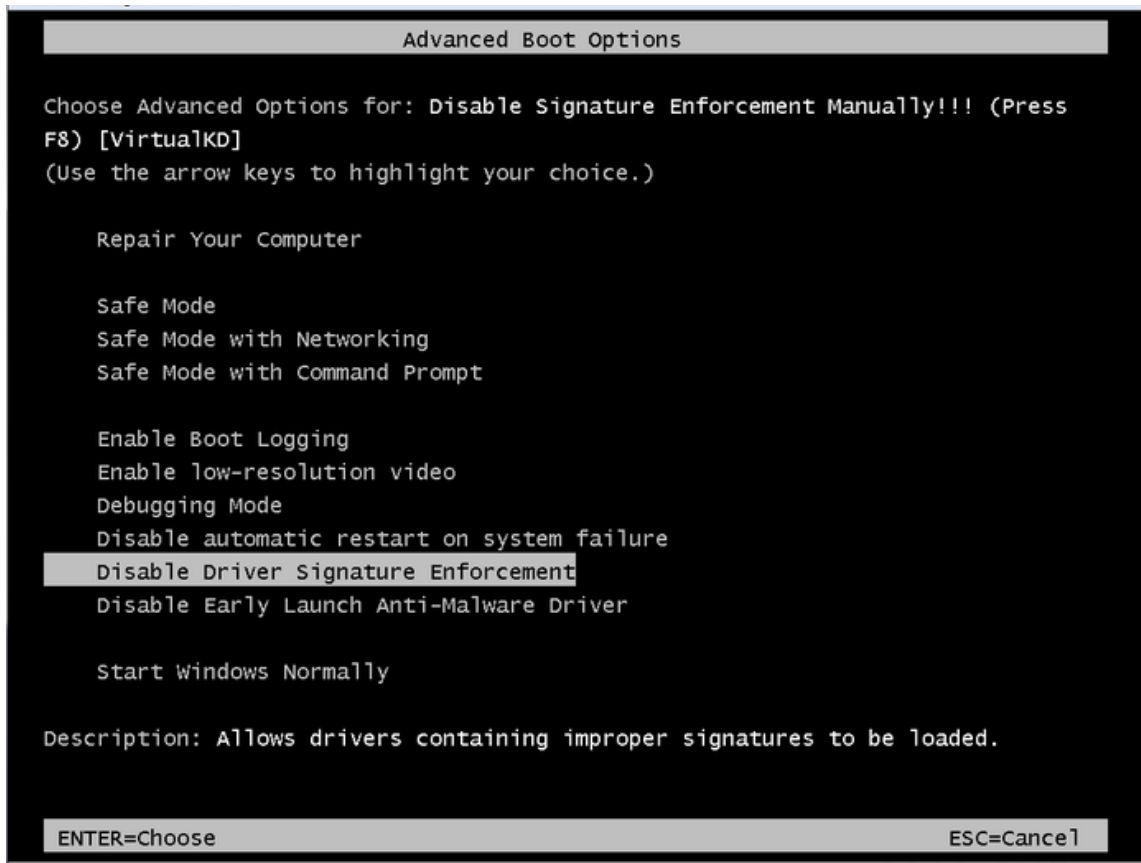 Advanced Boot Options
Choose Advanced Options for: Disable Signature Enforcement Manually!!! (Press
F8) [VirtualKD]
(Use the arrow keys to highlight your choice.)
Repair Your Computer
Safe Mode
Safe Mode with Networking
Safe Mode with Command Prompt
Enable Boot Logging
Enable low-resolution video
Debugging Mode
Disable automatic restart on system failure
Disable Driver Signature Enforcement
Disable Early Launch Anti-Malware Driver
Start Windows Normally
Description: Allows drivers containing improper signatures to be loaded.
ENTER=Choose ESC=Cancel